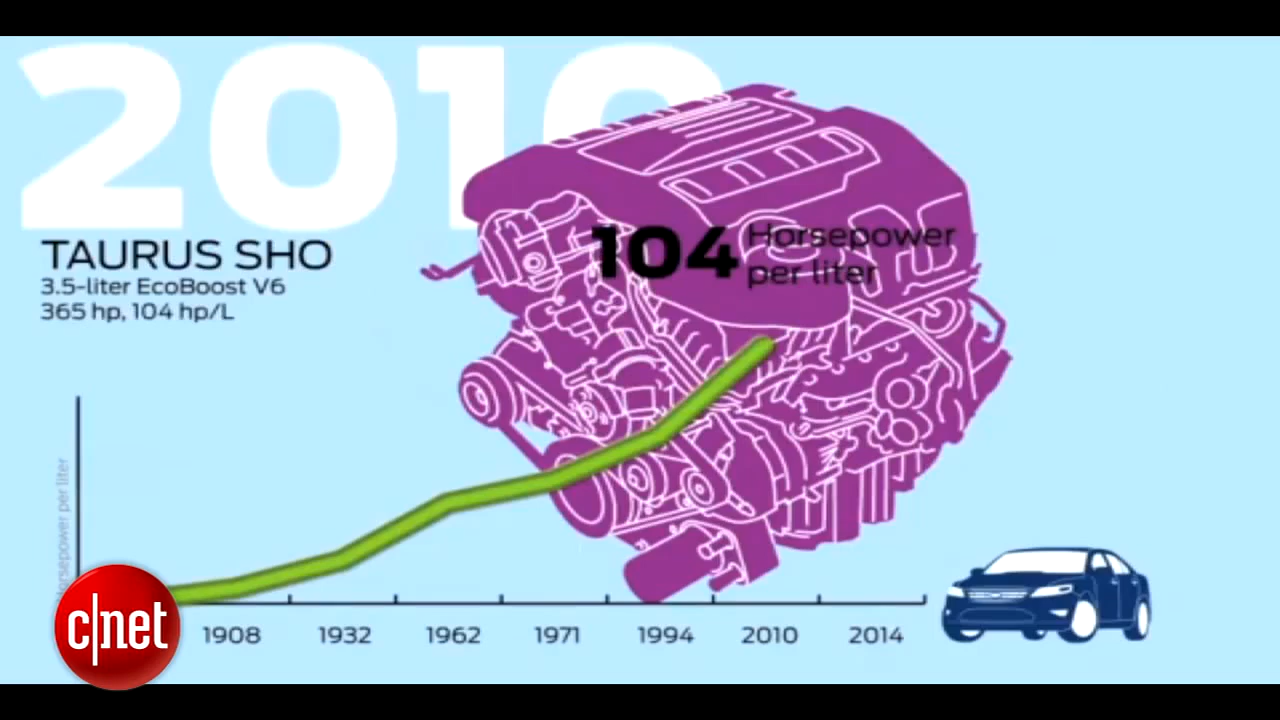 2010
TAURUS SHO
3.5-liter EcoBoost V6
365 hp, 104 hp/L
104 Horsepower
per liter
Horsepower per liter
c|net
1908 1932 1962 1971 1994 2010 2014